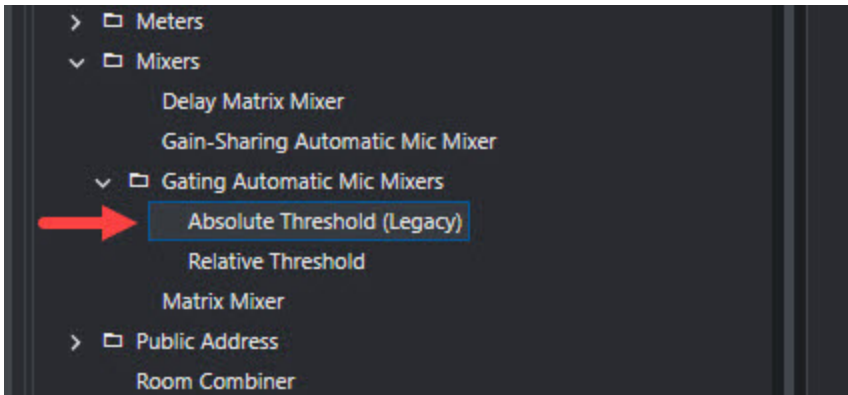 Meters
Mixers
Delay Matrix Mixer
Gain-Sharing Automatic Mic Mixer
Gating Automatic Mic Mixers
Absolute Threshold (Legacy)
Relative Threshold
Matrix Mixer
Public Address
Room Combiner